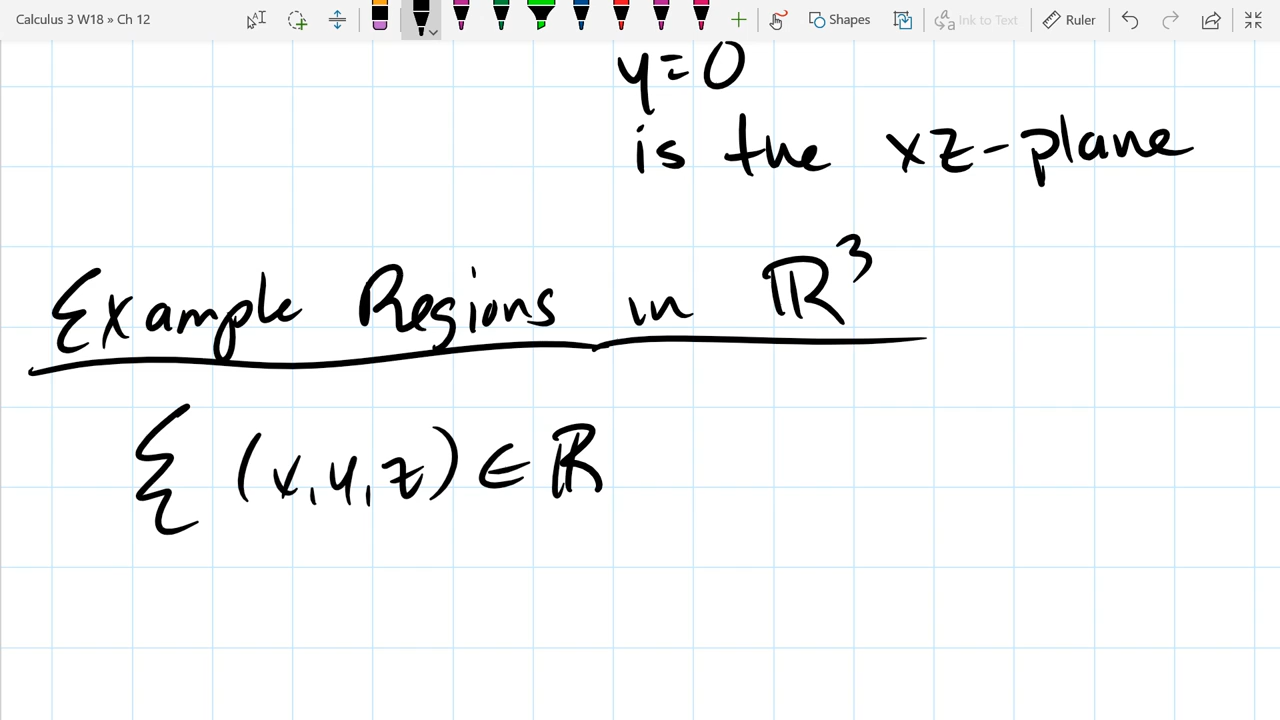 Calculus 3 W18 » Ch 12
Shapes
Ink to Text
Ruler
y=0
is the xz-plane
Example Regions in ℝ³
{ (x,y,z) ∈ ℝ